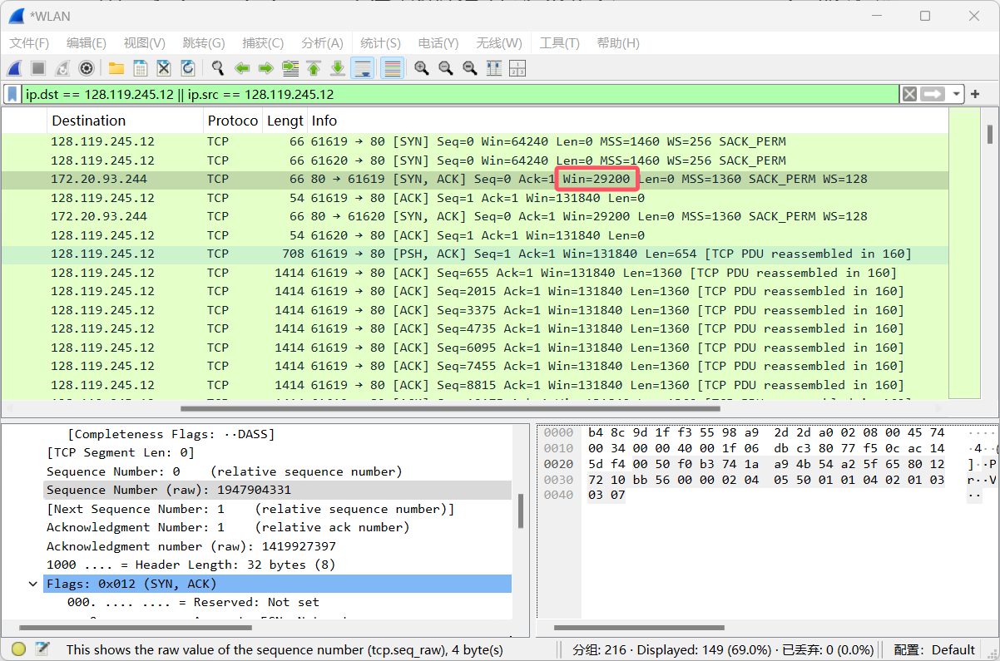 *WLAN
文件(F) 编辑(E) 视图(V) 跳转(G) 捕获(C) 分析(A) 统计(S) 电话(Y) 无线(W) 工具(T) 帮助(H)
ip.dst == 128.119.245.12 || ip.src == 128.119.245.12
Destination Protoco Lengt Info
128.119.245.12 TCP 66 61619 → 80 [SYN] Seq=0 Win=64240 Len=0 MSS=1460 WS=256 SACK_PERM
128.119.245.12 TCP 66 61620 → 80 [SYN] Seq=0 Win=64240 Len=0 MSS=1460 WS=256 SACK_PERM
172.20.93.244 TCP 66 80 → 61619 [SYN, ACK] Seq=0 Ack=1 Win=29200 Len=0 MSS=1360 SACK_PERM WS=128
128.119.245.12 TCP 54 61619 → 80 [ACK] Seq=1 Ack=1 Win=131840 Len=0
172.20.93.244 TCP 66 80 → 61620 [SYN, ACK] Seq=0 Ack=1 Win=29200 Len=0 MSS=1360 SACK_PERM WS=128
128.119.245.12 TCP 54 61620 → 80 [ACK] Seq=1 Ack=1 Win=131840 Len=0
128.119.245.12 TCP 708 61619 → 80 [PSH, ACK] Seq=1 Ack=1 Win=131840 Len=654 [TCP PDU reassembled in 160]
128.119.245.12 TCP 1414 61619 → 80 [ACK] Seq=655 Ack=1 Win=131840 Len=1360 [TCP PDU reassembled in 160]
128.119.245.12 TCP 1414 61619 → 80 [ACK] Seq=2015 Ack=1 Win=131840 Len=1360 [TCP PDU reassembled in 160]
128.119.245.12 TCP 1414 61619 → 80 [ACK] Seq=3375 Ack=1 Win=131840 Len=1360 [TCP PDU reassembled in 160]
128.119.245.12 TCP 1414 61619 → 80 [ACK] Seq=4735 Ack=1 Win=131840 Len=1360 [TCP PDU reassembled in 160]
128.119.245.12 TCP 1414 61619 → 80 [ACK] Seq=6095 Ack=1 Win=131840 Len=1360 [TCP PDU reassembled in 160]
128.119.245.12 TCP 1414 61619 → 80 [ACK] Seq=7455 Ack=1 Win=131840 Len=1360 [TCP PDU reassembled in 160]
128.119.245.12 TCP 1414 61619 → 80 [ACK] Seq=8815 Ack=1 Win=131840 Len=1360 [TCP PDU reassembled in 160]
[Completeness Flags: ··DASS]
[TCP Segment Len: 0]
Sequence Number: 0 (relative sequence number)
Sequence Number (raw): 1947904331
[Next Sequence Number: 1 (relative sequence number)]
Acknowledgment Number: 1 (relative ack number)
Acknowledgment number (raw): 1419927397
1000 .... = Header Length: 32 bytes (8)
Flags: 0x012 (SYN, ACK)
000. .... .... = Reserved: Not set
0000 b4 8c 9d 1f f3 55 98 a9 2d 2d a0 02 08 00 45 74 ····
0010 00 34 00 00 40 00 1f 06 db c3 80 77 f5 0c ac 14 ·4··
0020 5d f4 00 50 f0 b3 74 1a a9 4b 54 a2 5f 65 80 12 ]··P
0030 72 10 bb 56 00 00 02 04 05 50 01 01 04 02 01 03 r··V
0040 03 07 ··
This shows the raw value of the sequence number (tcp.seq_raw), 4 byte(s)
分组: 216 · Displayed: 149 (69.0%) · 已丢弃: 0 (0.0%)
配置: Default